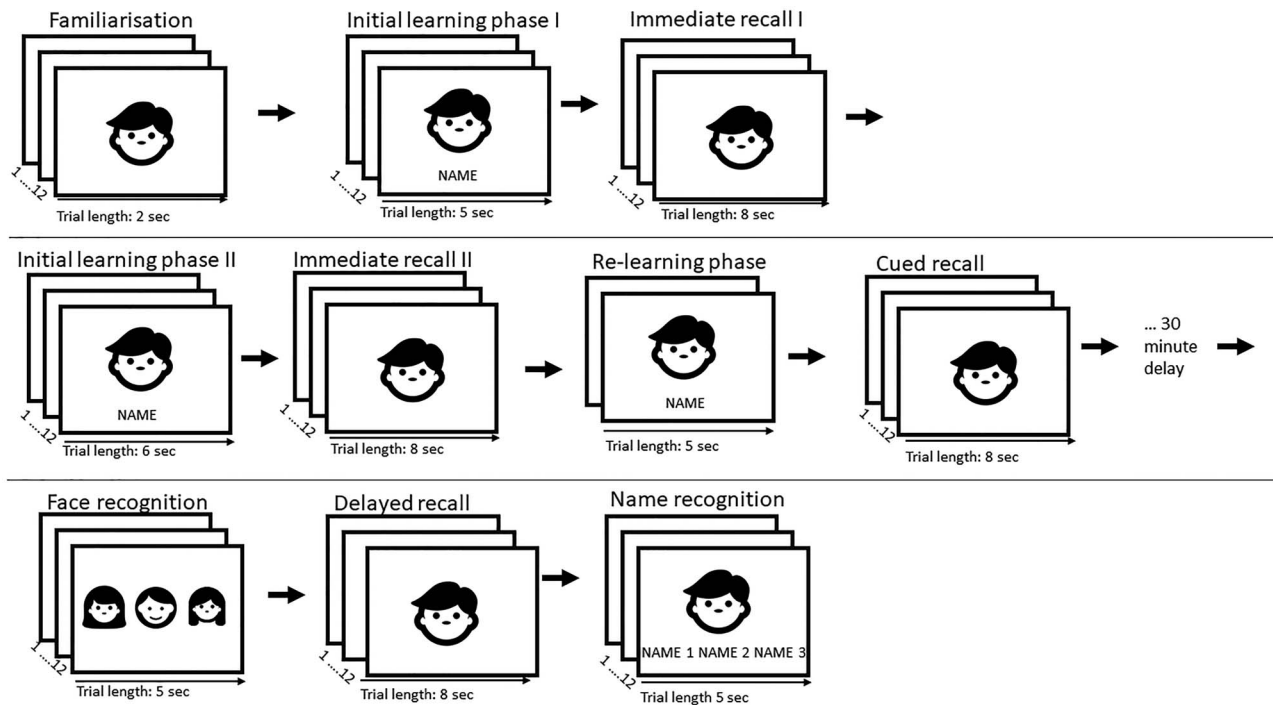 Familiarisation
Initial learning phase I
Immediate recall I
NAME
1 ....12
1 ....12
1 ....12
Trial length: 2 sec
Trial length: 5 sec
Trial length: 8 sec
Initial learning phase II
Immediate recall II
Re-learning phase
Cued recall
... 30
minute
delay
NAME
NAME
1 ....12
1 ....12
1 ....12
Trial length: 6 sec
Trial length: 8 sec
Trial length: 5 sec
Trial length: 8 sec
Face recognition
Delayed recall
Name recognition
NAME 1 NAME 2 NAME 3
1 ....12
1 ....12
1 ....12
Trial length: 5 sec
Trial length: 8 sec
Trial length 5 sec